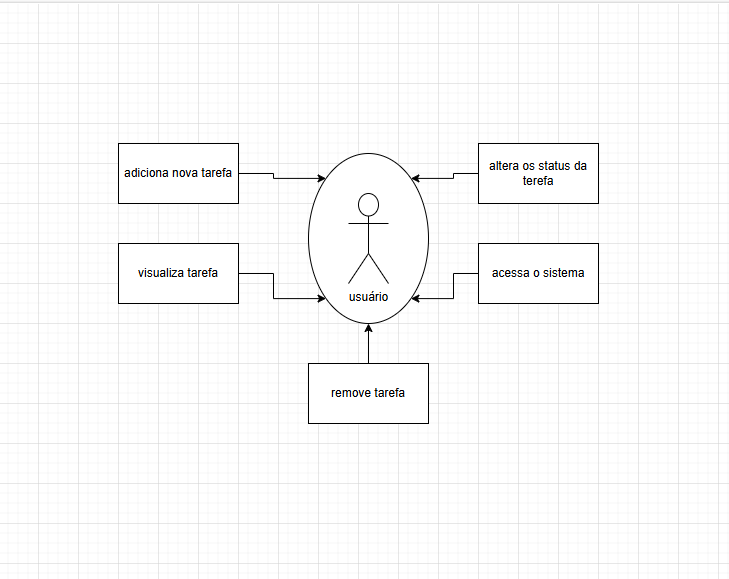 adiciona nova tarefa
altera os status da
terefa
visualiza tarefa
acessa o sistema
usuário
remove tarefa